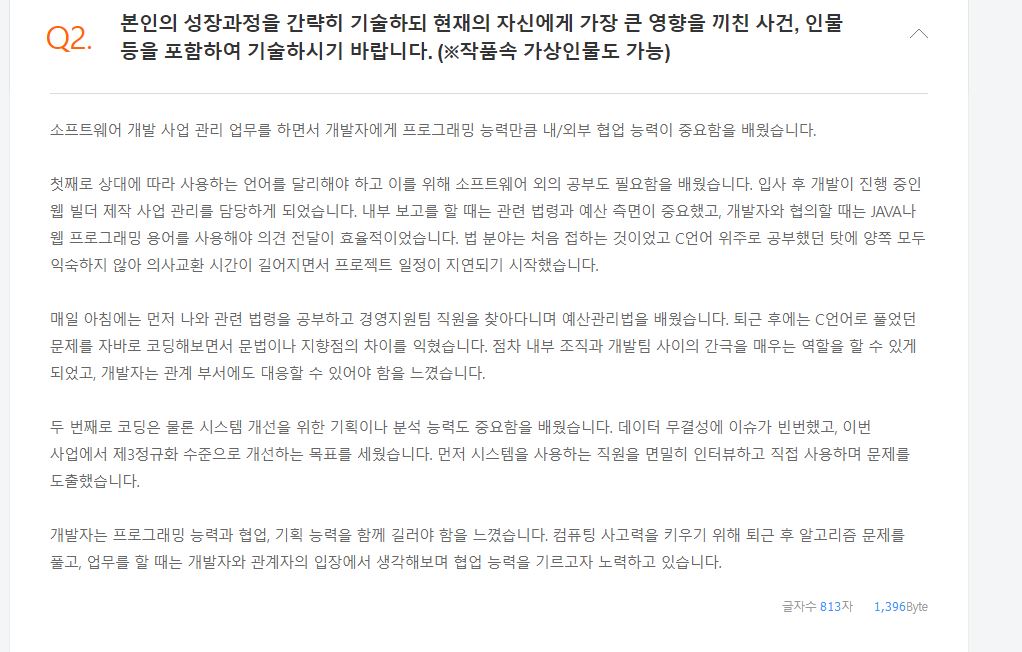 Q2.
본인의 성장과정을 간략히 기술하되 현재의 자신에게 가장 큰 영향을 끼친 사건, 인물
등을 포함하여 기술하시기 바랍니다. (※작품속 가상인물도 가능)
소프트웨어 개발 사업 관리 업무를 하면서 개발자에게 프로그래밍 능력만큼 내/외부 협업 능력이 중요함을 배웠습니다.
첫째로 상대에 따라 사용하는 언어를 달리해야 하고 이를 위해 소프트웨어 외의 공부도 필요함을 배웠습니다. 입사 후 개발이 진행 중인
웹 빌더 제작 사업 관리를 담당하게 되었습니다. 내부 보고를 할 때는 관련 법령과 예산 측면이 중요했고, 개발자와 협의할 때는 JAVA나
웹 프로그래밍 용어를 사용해야 의견 전달이 효율적이었습니다. 법 분야는 처음 접하는 것이었고 C언어 위주로 공부했던 탓에 양쪽 모두
익숙하지 않아 의사교환 시간이 길어지면서 프로젝트 일정이 지연되기 시작했습니다.
매일 아침에는 먼저 나와 관련 법령을 공부하고 경영지원팀 직원을 찾아다니며 예산관리법을 배웠습니다. 퇴근 후에는 C언어로 풀었던
문제를 자바로 코딩해보면서 문법이나 지향점의 차이를 익혔습니다. 점차 내부 조직과 개발팀 사이의 간극을 매우는 역할을 할 수 있게
되었고, 개발자는 관계 부서에도 대응할 수 있어야 함을 느꼈습니다.
두 번째로 코딩은 물론 시스템 개선을 위한 기획이나 분석 능력도 중요함을 배웠습니다. 데이터 무결성에 이슈가 빈번했고, 이번
사업에서 제3정규화 수준으로 개선하는 목표를 세웠습니다. 먼저 시스템을 사용하는 직원을 면밀히 인터뷰하고 직접 사용하며 문제를
도출했습니다.
개발자는 프로그래밍 능력과 협업, 기획 능력을 함께 길러야 함을 느꼈습니다. 컴퓨팅 사고력을 키우기 위해 퇴근 후 알고리즘 문제를
풀고, 업무를 할 때는 개발자와 관계자의 입장에서 생각해보며 협업 능력을 기르고자 노력하고 있습니다.
글자수 813자 1,396Byte